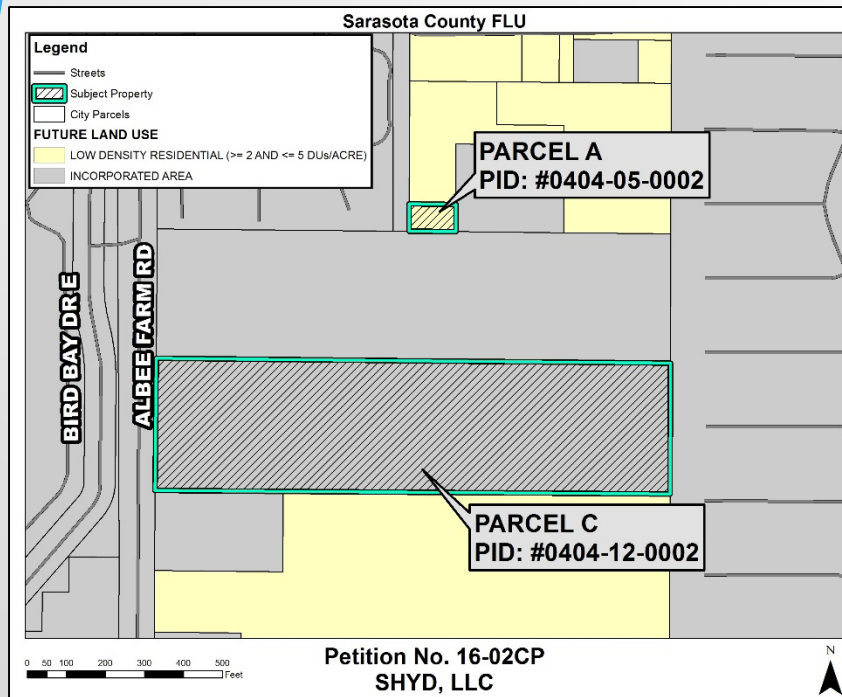 Sarasota County FLU
Legend
Streets
Subject Property
City Parcels
FUTURE LAND USE
LOW DENSITY RESIDENTIAL (>= 2 AND <= 5 DUs/ACRE)
INCORPORATED AREA
PARCEL A
PID: #0404-05-0002
BIRD BAY DR E
ALBEE FARM RD
PARCEL C
PID: #0404-12-0002
0 50 100 200 300 400 500
Feet
Petition No. 16-02CP
SHYD, LLC
N